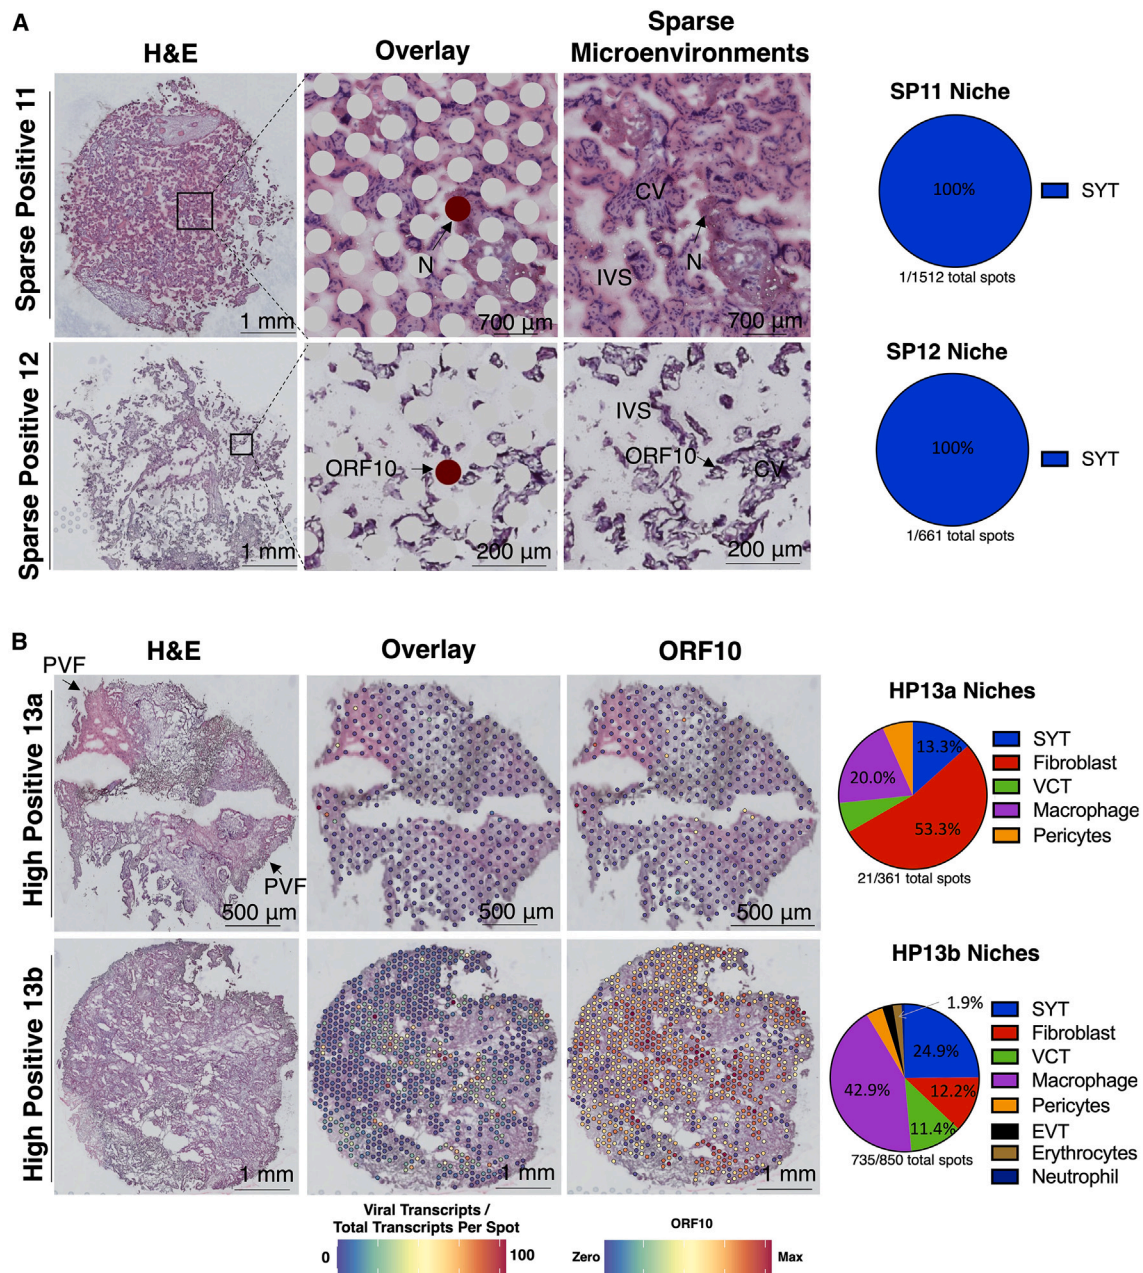 A
H&E
Overlay
Sparse
Microenvironments
Sparse Positive 11
1 mm
N
700 µm
CV
IVS
N
700 µm
SP11 Niche
100%
SYT
1/1512 total spots
Sparse Positive 12
1 mm
ORF10
200 µm
IVS
ORF10
CV
200 µm
SP12 Niche
100%
SYT
1/661 total spots
B
H&E
Overlay
ORF10
High Positive 13a
PVF
PVF
500 µm
500 µm
500 µm
HP13a Niches
13.3%
20.0%
53.3%
SYT
Fibroblast
VCT
Macrophage
Pericytes
21/361 total spots
High Positive 13b
1 mm
1 mm
1 mm
HP13b Niches
1.9%
24.9%
42.9%
12.2%
11.4%
SYT
Fibroblast
VCT
Macrophage
Pericytes
EVT
Erythrocytes
Neutrophil
735/850 total spots
Viral Transcripts /
Total Transcripts Per Spot
0
100
ORF10
Zero
Max